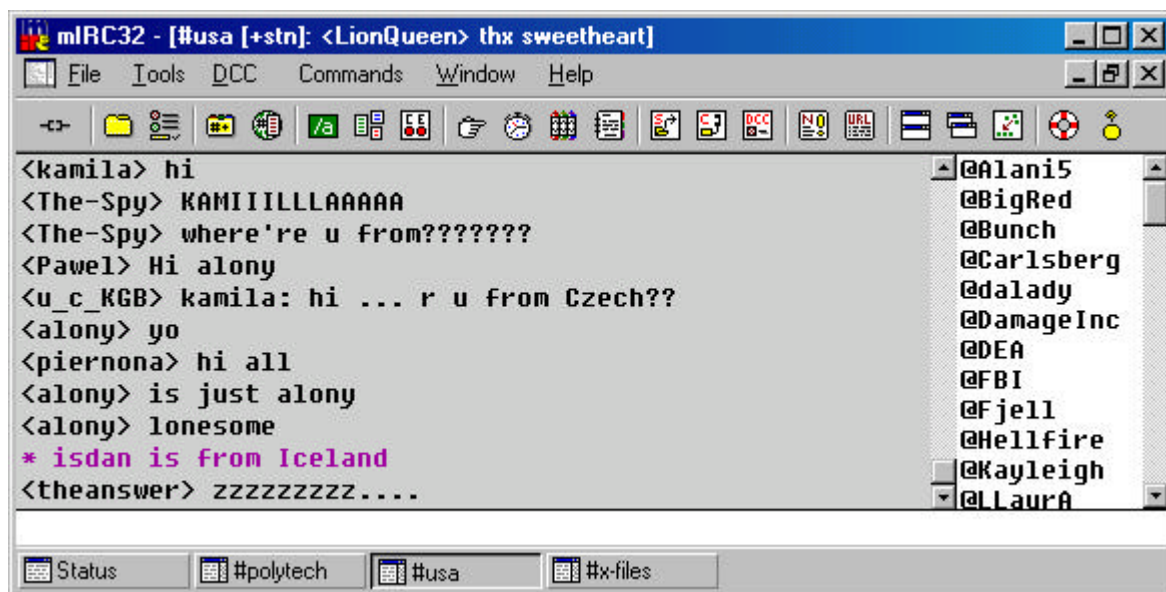 mIRC32 - [#usa [+stn]: <LionQueen> thx sweetheart]
File Tools DCC Commands Window Help
<kamila> hi
<The-Spy> KAMIIILLLAAAAA
<The-Spy> where're u from???????
<Pawel> Hi alony
<u_c_KGB> kamila: hi ... r u from Czech??
<alony> yo
<piernona> hi all
<alony> is just alony
<alony> lonesome
* isdan is from Iceland
<theanswer> zzzzzzzzz....
@Alani5
@BigRed
@Bunch
@Carlsberg
@dalady
@DamageInc
@DEA
@FBI
@Fjell
@Hellfire
@Kayleigh
@LLaurA
Status #polytech #usa #x-files